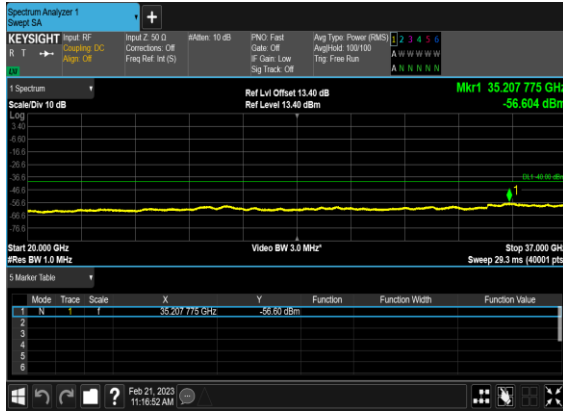 Spectrum Analyzer 1
Swept SA
KEYSIGHT Input: RF Input Z: 50 Ω #Atten: 10 dB PNO: Fast Avg Type: Power (RMS) 1 2 3 4 5 6
R T Coupling: DC Corrections: Off Gate: Off Avg|Hold: 100/100 A W W W W W
Align: Off Freq Ref: Int (S) IF Gain: Low Trig: Free Run
LU Sig Track: Off A N N N N N
1 Spectrum Ref Lvl Offset 13.40 dB Mkr1 35.207 775 GHz
Scale/Div 10 dB Ref Level 13.40 dBm -56.604 dBm
Log
3.40
-6.60
-16.6
-26.6
-36.6 DL1 -40.00 dBm
-46.6 1
-56.6
-66.6
-76.6
Start 20.000 GHz Video BW 3.0 MHz* Stop 37.000 GHz
#Res BW 1.0 MHz Sweep 29.3 ms (40001 pts)
5 Marker Table
Mode Trace Scale X Y Function Function Width Function Value
1 N 1 f 35.207 775 GHz -56.60 dBm
2
3
4
5
6
? Feb 21, 2023
11:16:52 AM